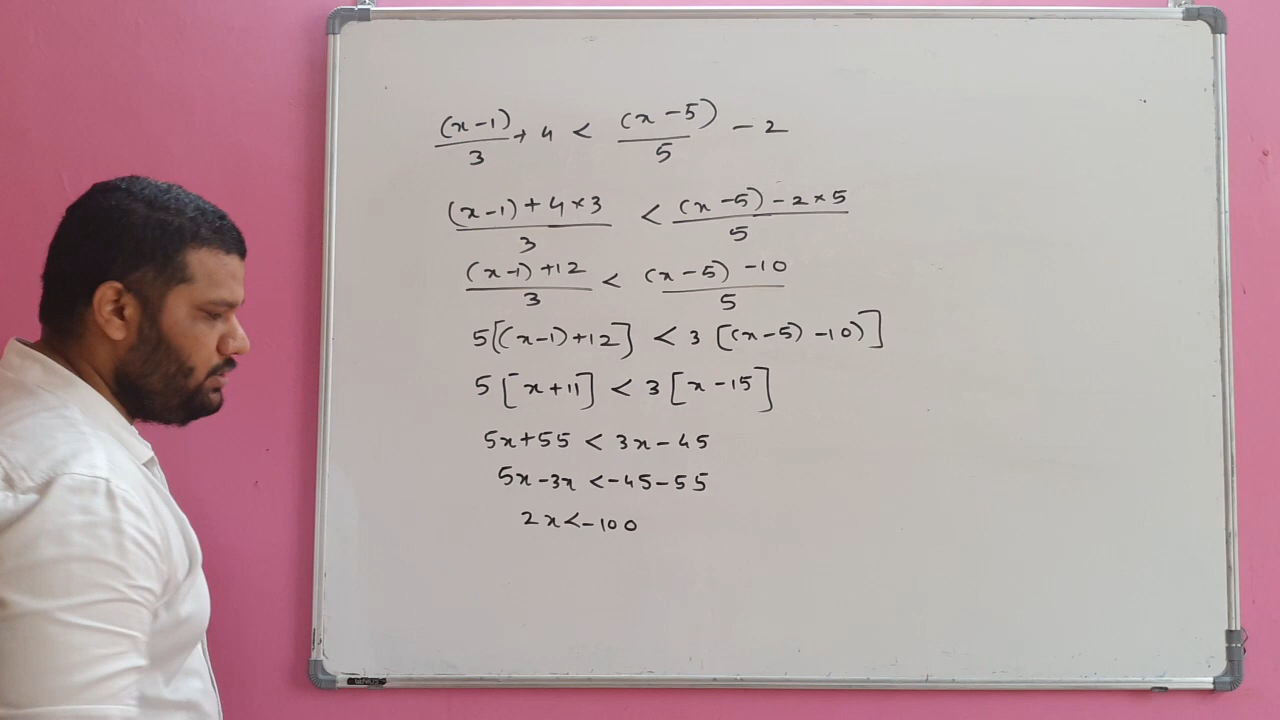 (x-1)/3 + 4 < (x-5)/5 - 2
(x-1)+4×3/3 < (x-5)-2×5/5
(x-1)+12/3 < (x-5)-10/5
5[(x-1)+12] < 3[(x-5)-10)]
5[x+11] < 3[x-15]
5x+55 < 3x-45
5x-3x <-45-55
2x<-100
GENIUS